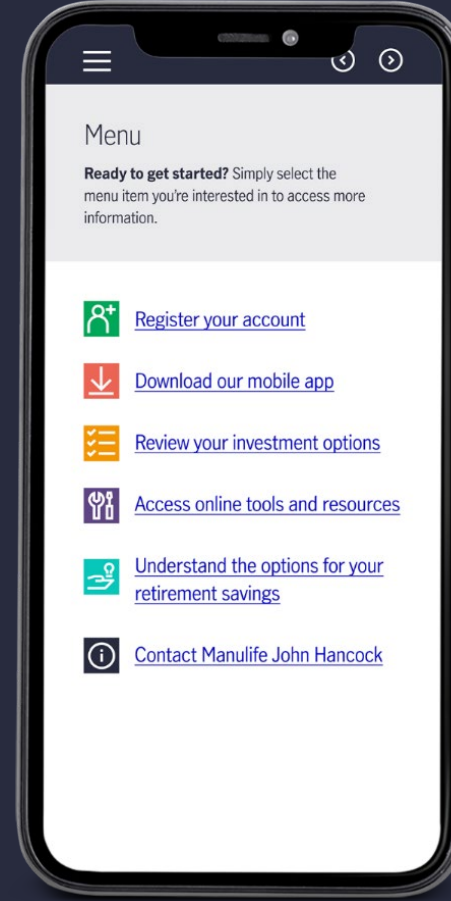 Menu
Ready to get started? Simply select the
menu item you're interested in to access more
information.
Register your account
Download our mobile app
Review your investment options
Access online tools and resources
Understand the options for your
retirement savings
Contact Manulife John Hancock